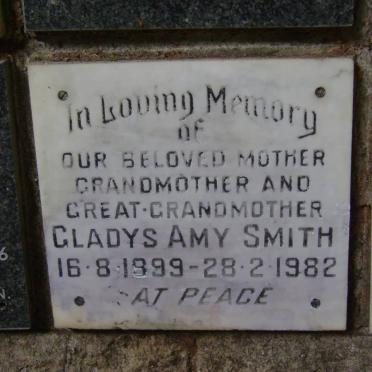 In Loving Memory
of
OUR BELOVED MOTHER
GRANDMOTHER AND
GREAT-GRANDMOTHER
GLADYS AMY SMITH
16·8·1899-28·2·1982
AT PEACE